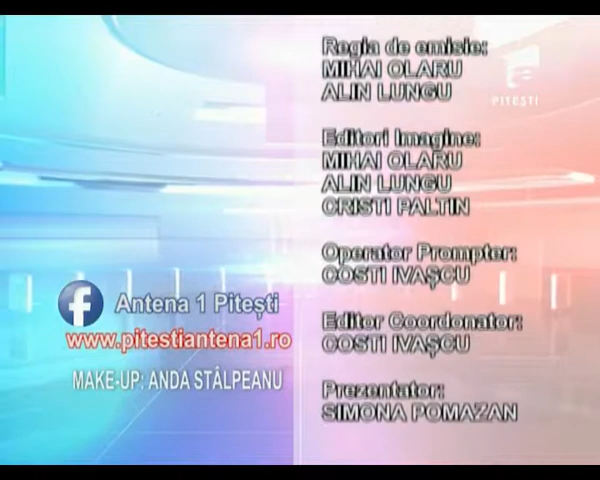 Regia de emisie:
MIHAI OLARU
ALIN LUNGU
PITEȘTI
Editori Imagine:
MIHAI OLARU
ALIN LUNGU
CRISTI PALTIN
Operator Prompter:
COSTI IVAȘCU
Editor Coordonator:
COSTI IVAȘCU
Prezentator:
SIMONA POMAZAN
f Antena 1 Pitești
www.pitestiantena1.ro
MAKE-UP: ANDA STÂLPEANU